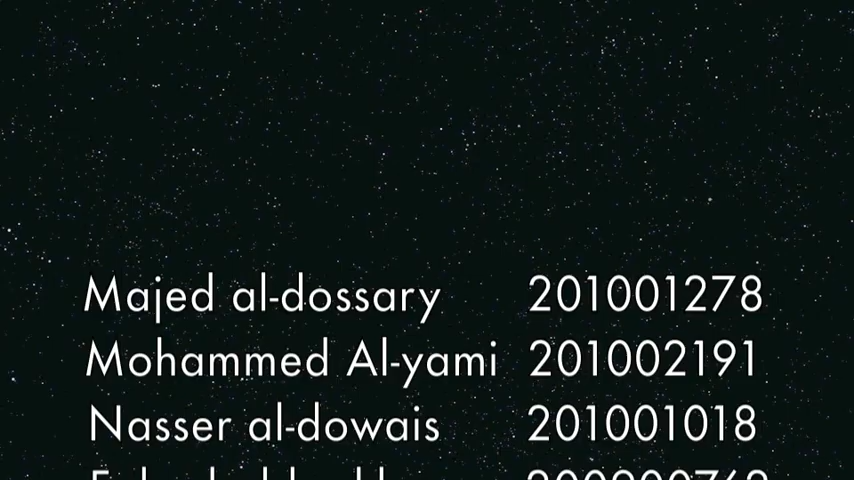 Majed al-dossary 201001278
Mohammed Al-yami 201002191
Nasser al-dowais 201001018